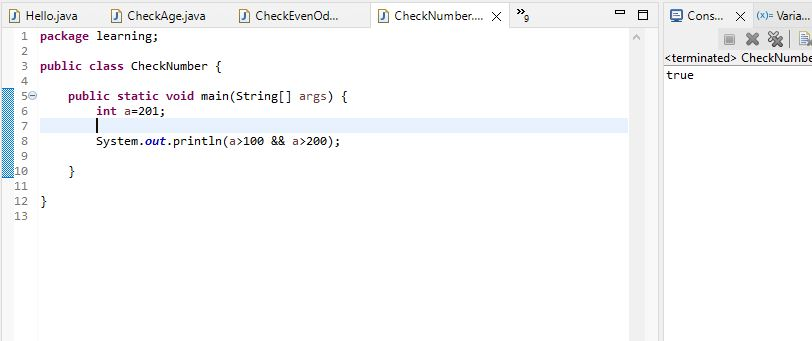 Hello.java CheckAge.java CheckEvenOd... CheckNumber.... 9
Cons... (x)= Varia...
<terminated> CheckNumbe
true
1 package learning;
2
3 public class CheckNumber {
4
5 public static void main(String[] args) {
6 int a=201;
7
8 System.out.println(a>100 && a>200);
9
10 }
11
12 }
13